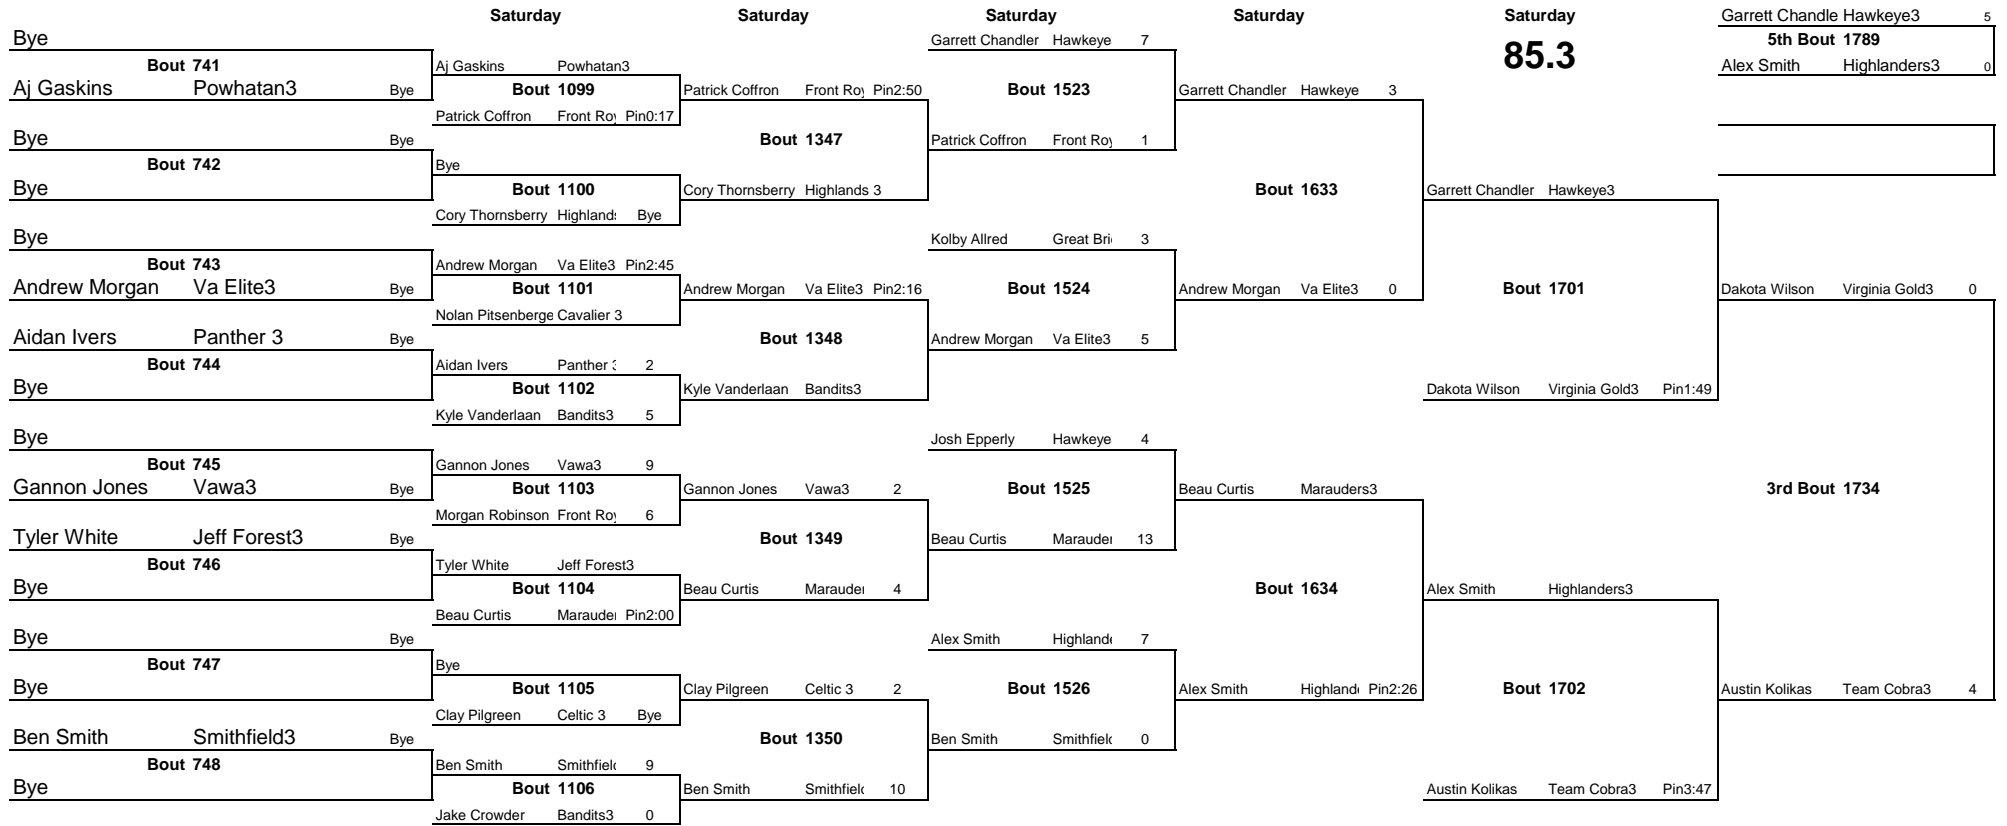 Saturday Saturday Saturday Saturday Saturday
85.3
Bye
Bout 741
Aj Gaskins Powhatan3 Bye
Bye Bye
Bout 742
Bye
Bye
Bout 743
Andrew Morgan Va Elite3 Bye
Aidan Ivers Panther 3 Bye
Bout 744
Bye
Bye
Bout 745
Gannon Jones Vawa3 Bye
Tyler White Jeff Forest3 Bye
Bout 746
Bye
Bye Bye
Bout 747
Bye
Ben Smith Smithfield3 Bye
Bout 748
Bye
Aj Gaskins Powhatan3
Bout 1099
Patrick Coffron Front Roy Pin0:17
Bye
Bout 1100
Cory Thornsberry Highlands Bye
Andrew Morgan Va Elite3 Pin2:45
Bout 1101
Nolan Pitsenberge Cavalier 3
Aidan Ivers Panther 3 2
Bout 1102
Kyle Vanderlaan Bandits3 5
Gannon Jones Vawa3 9
Bout 1103
Morgan Robinson Front Roy 6
Tyler White Jeff Forest3
Bout 1104
Beau Curtis Marauder Pin2:00
Bye
Bout 1105
Clay Pilgreen Celtic 3 Bye
Ben Smith Smithfield 9
Bout 1106
Jake Crowder Bandits3 0
Patrick Coffron Front Roy Pin2:50
Bout 1347
Cory Thornsberry Highlands 3
Andrew Morgan Va Elite3 Pin2:16
Bout 1348
Kyle Vanderlaan Bandits3
Gannon Jones Vawa3 2
Bout 1349
Beau Curtis Marauder 4
Clay Pilgreen Celtic 3 2
Bout 1350
Ben Smith Smithfield 10
Garrett Chandler Hawkeye 7
Bout 1523
Patrick Coffron Front Roy 1
Kolby Allred Great Bri 3
Bout 1524
Andrew Morgan Va Elite3 5
Josh Epperly Hawkeye 4
Bout 1525
Beau Curtis Marauder 13
Alex Smith Highlande 7
Bout 1526
Ben Smith Smithfield 0
Garrett Chandler Hawkeye 3
Bout 1633
Andrew Morgan Va Elite3 0
Beau Curtis Marauders3
Bout 1634
Alex Smith Highland Pin2:26
Garrett Chandler Hawkeye3
Bout 1701
Dakota Wilson Virginia Gold3 Pin1:49
Alex Smith Highlanders3
Bout 1702
Austin Kolikas Team Cobra3 Pin3:47
Garrett Chandle Hawkeye3 5
5th Bout 1789
Alex Smith Highlanders3 0
Dakota Wilson Virginia Gold3 0
3rd Bout 1734
Austin Kolikas Team Cobra3 4